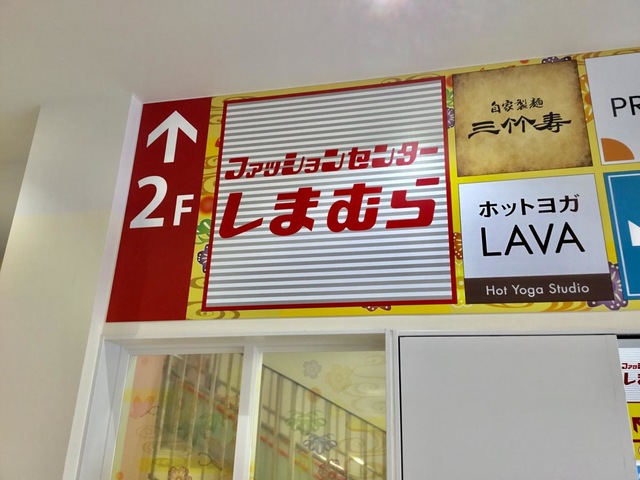 2F
ファッションセンター
しまむら
自家製麺
三竹寿
ホットヨガ
LAVA
Hot Yoga Studio
PR